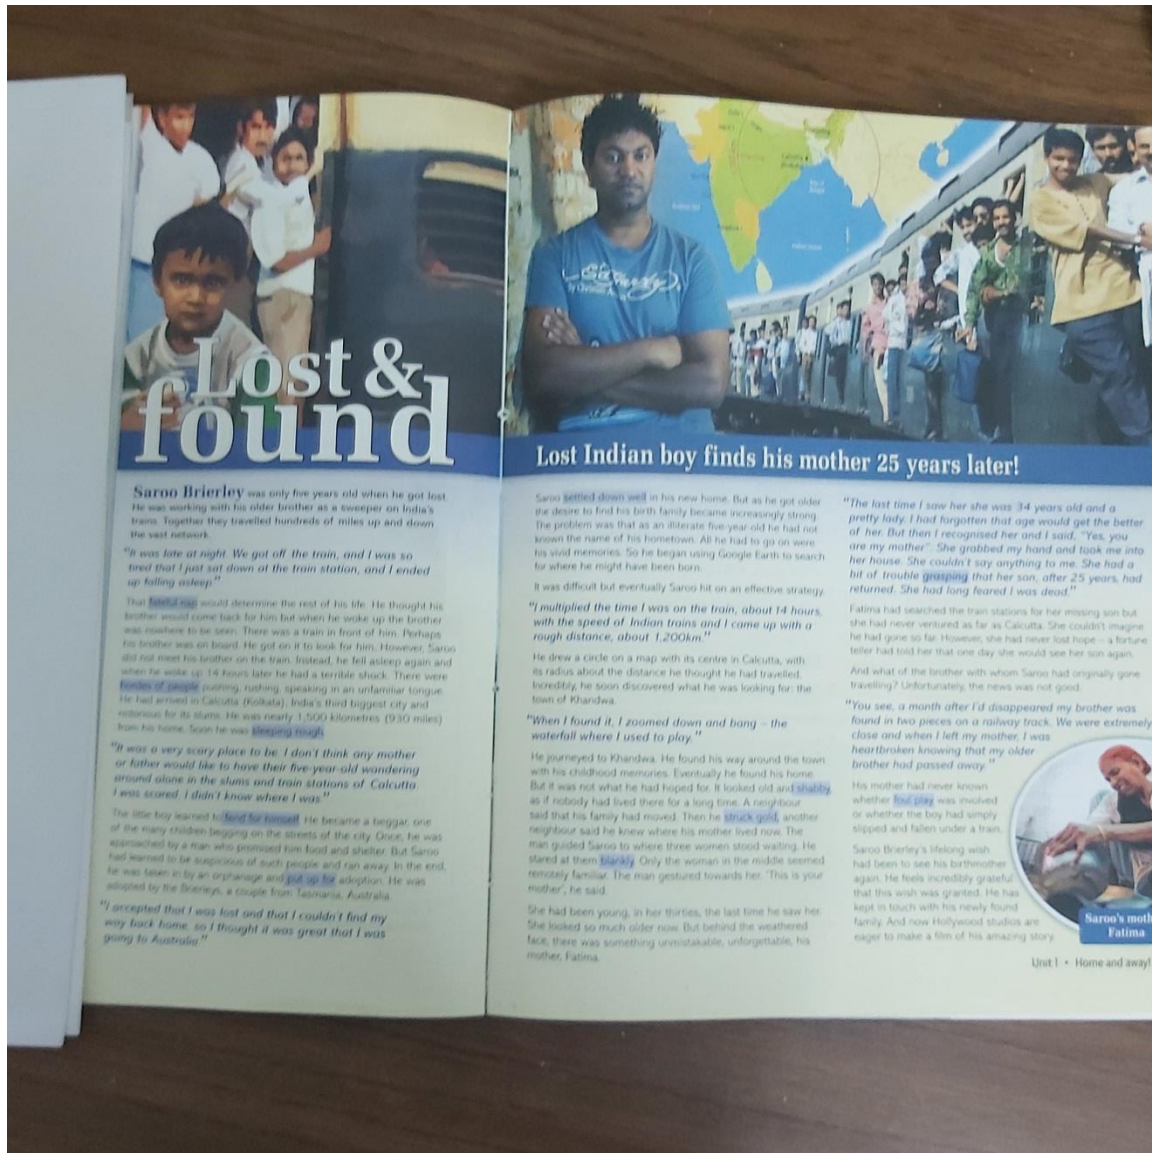 Lost &
found
Saroo Brierley was only five years old when he got lost.
He was working with his older brother as a sweeper on India's
trains. Together they travelled hundreds of miles up and down
the vast network.
"It was late at night. We got off the train, and I was so
tired that I just sat down at the train station, and I ended
up falling asleep."
That fateful nap would determine the rest of his life. He thought his
brother would come back for him but when he woke up the brother
was nowhere to be seen. There was a train in front of him. Perhaps
his brother was on board. He got on it to look for him. However, Saroo
did not meet his brother on the train. Instead, he fell asleep again and
when he woke up 14 hours later he had a terrible shock. There were
hordes of people pushing, rushing, speaking in an unfamiliar tongue.
He had arrived in Calcutta (Kolkata), India's third biggest city and
notorious for its slums. He was nearly 1,500 kilometres (930 miles)
from his home. Soon he was sleeping rough.
"It was a very scary place to be. I don't think any mother
or father would like to have their five-year-old wandering
around alone in the slums and train stations of Calcutta.
I was scared. I didn't know where I was."
The little boy learned to fend for himself. He became a beggar, one
of the many children begging on the streets of the city. Once, he was
approached by a man who promised him food and shelter. But Saroo
had learned to be suspicious of such people and ran away. In the end,
he was taken in by an orphanage and put up for adoption. He was
adopted by the Brierleys, a couple from Tasmania, Australia.
"I accepted that I was lost and that I couldn't find my
way back home, so I thought it was great that I was
going to Australia."
Lost Indian boy finds his mother 25 years later!
Saroo settled down well in his new home. But as he got older
the desire to find his birth family became increasingly strong.
The problem was that as an illiterate five-year-old he had not
known the name of his hometown. All he had to go on were
his vivid memories. So he began using Google Earth to search
for where he might have been born.
It was difficult but eventually Saroo hit on an effective strategy.
"I multiplied the time I was on the train, about 14 hours,
with the speed of Indian trains and I came up with a
rough distance, about 1,200km."
He drew a circle on a map with its centre in Calcutta, with
its radius about the distance he thought he had travelled.
Incredibly, he soon discovered what he was looking for: the
town of Khandwa.
"When I found it, I zoomed down and bang – the
waterfall where I used to play."
He journeyed to Khandwa. He found his way around the town
with his childhood memories. Eventually he found his home.
But it was not what he had hoped for. It looked old and shabby,
as if nobody had lived there for a long time. A neighbour
said that his family had moved. Then he struck gold, another
neighbour said he knew where his mother lived now. The
man guided Saroo to where three women stood waiting. He
stared at them blankly. Only the woman in the middle seemed
remotely familiar. The man gestured towards her. 'This is your
mother', he said.
She had been young, in her thirties, the last time he saw her.
She looked so much older now. But behind the weathered
face, there was something unmistakable, unforgettable, his
mother, Fatima.
"The last time I saw her she was 34 years old and a
pretty lady. I had forgotten that age would get the better
of her. But then I recognised her and I said, "Yes, you
are my mother". She grabbed my hand and took me into
her house. She couldn't say anything to me. She had a
bit of trouble grasping that her son, after 25 years, had
returned. She had long feared I was dead."
Fatima had searched the train stations for her missing son but
she had never ventured as far as Calcutta. She couldn't imagine
he had gone so far. However, she had never lost hope – a fortune
teller had told her that one day she would see her son again.
And what of the brother with whom Saroo had originally gone
travelling? Unfortunately, the news was not good.
"You see, a month after I'd disappeared my brother was
found in two pieces on a railway track. We were extremely
close and when I left my mother, I was
heartbroken knowing that my older
brother had passed away."
His mother had never known
whether foul play was involved
or whether the boy had simply
slipped and fallen under a train.
Saroo Brierley's lifelong wish
had been to see his birthmother
again. He feels incredibly grateful
that this wish was granted. He has
kept in touch with his newly found
family. And now Hollywood studios are
eager to make a film of his amazing story.
Saroo's moth
Fatima
Unit 1 • Home and away!